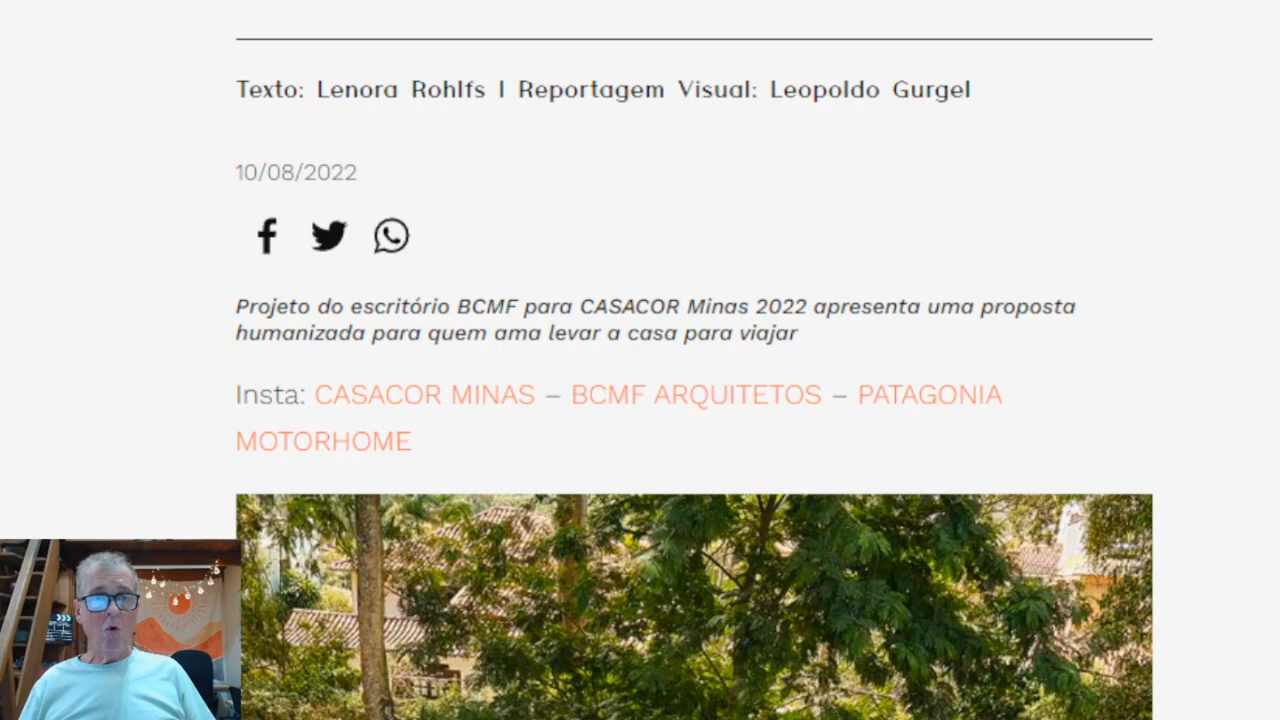 Texto: Lenora Rohlfs | Reportagem Visual: Leopoldo Gurgel
10/08/2022
Projeto do escritório BCMF para CASACOR Minas 2022 apresenta uma proposta
humanizada para quem ama levar a casa para viajar
Insta: CASACOR MINAS – BCMF ARQUITETOS – PATAGONIA
MOTORHOME